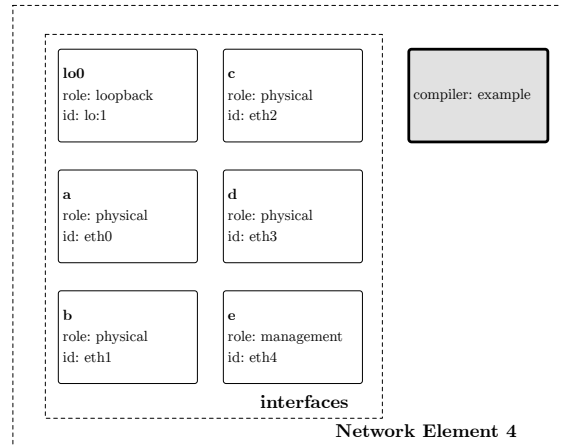 lo0
role: loopback
id: lo:1
c
role: physical
id: eth2
compiler: example
a
role: physical
id: eth0
d
role: physical
id: eth3
b
role: physical
id: eth1
e
role: management
id: eth4
interfaces
Network Element 4